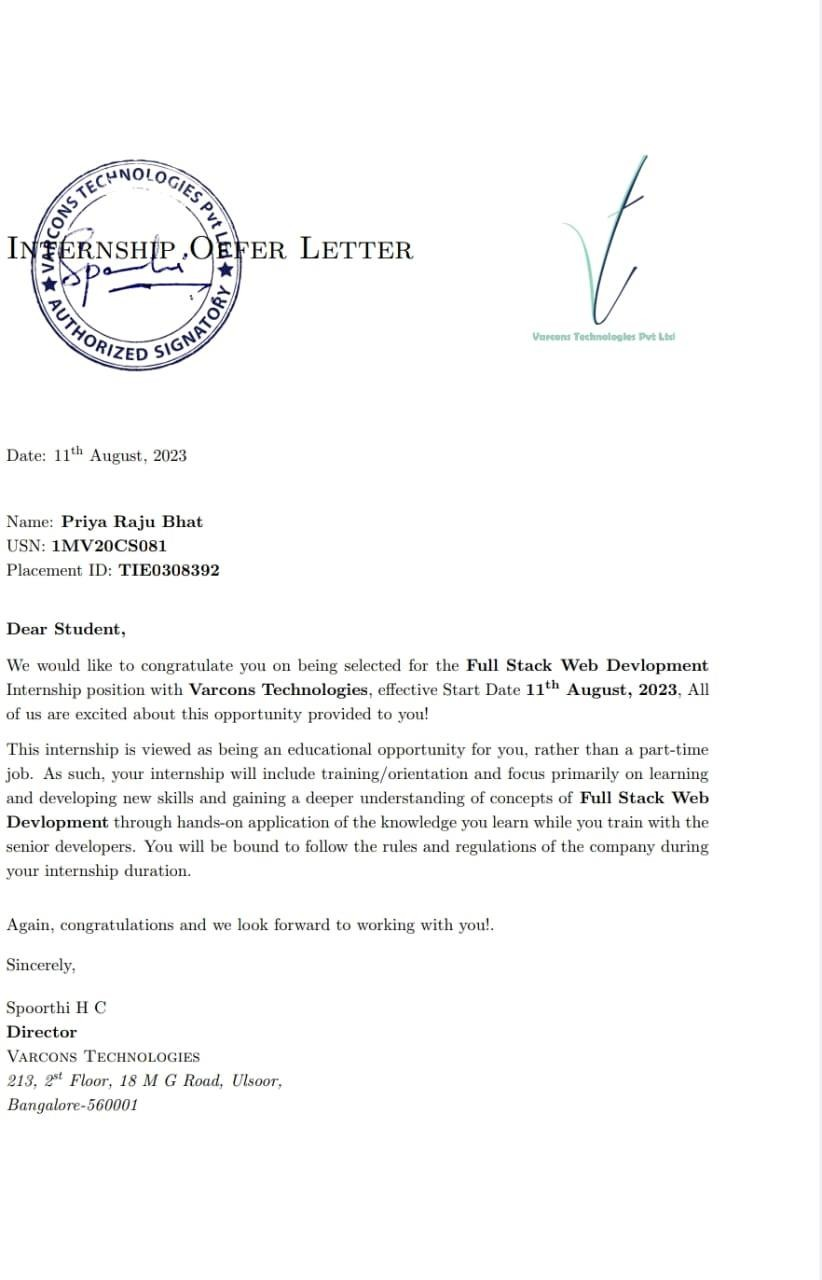 VARCONS TECHNOLOGIES Pvt Ltd
AUTHORIZED SIGNATORY
Internship Offer Letter
Varcons Technologies Pvt Ltd
Date: 11th August, 2023
Name: Priya Raju Bhat
USN: 1MV20CS081
Placement ID: TIE0308392
Dear Student,
We would like to congratulate you on being selected for the Full Stack Web Devlopment
Internship position with Varcons Technologies, effective Start Date 11th August, 2023, All
of us are excited about this opportunity provided to you!
This internship is viewed as being an educational opportunity for you, rather than a part-time
job. As such, your internship will include training/orientation and focus primarily on learning
and developing new skills and gaining a deeper understanding of concepts of Full Stack Web
Devlopment through hands-on application of the knowledge you learn while you train with the
senior developers. You will be bound to follow the rules and regulations of the company during
your internship duration.
Again, congratulations and we look forward to working with you!.
Sincerely,
Spoorthi H C
Director
Varcons Technologies
213, 2st Floor, 18 M G Road, Ulsoor,
Bangalore-560001